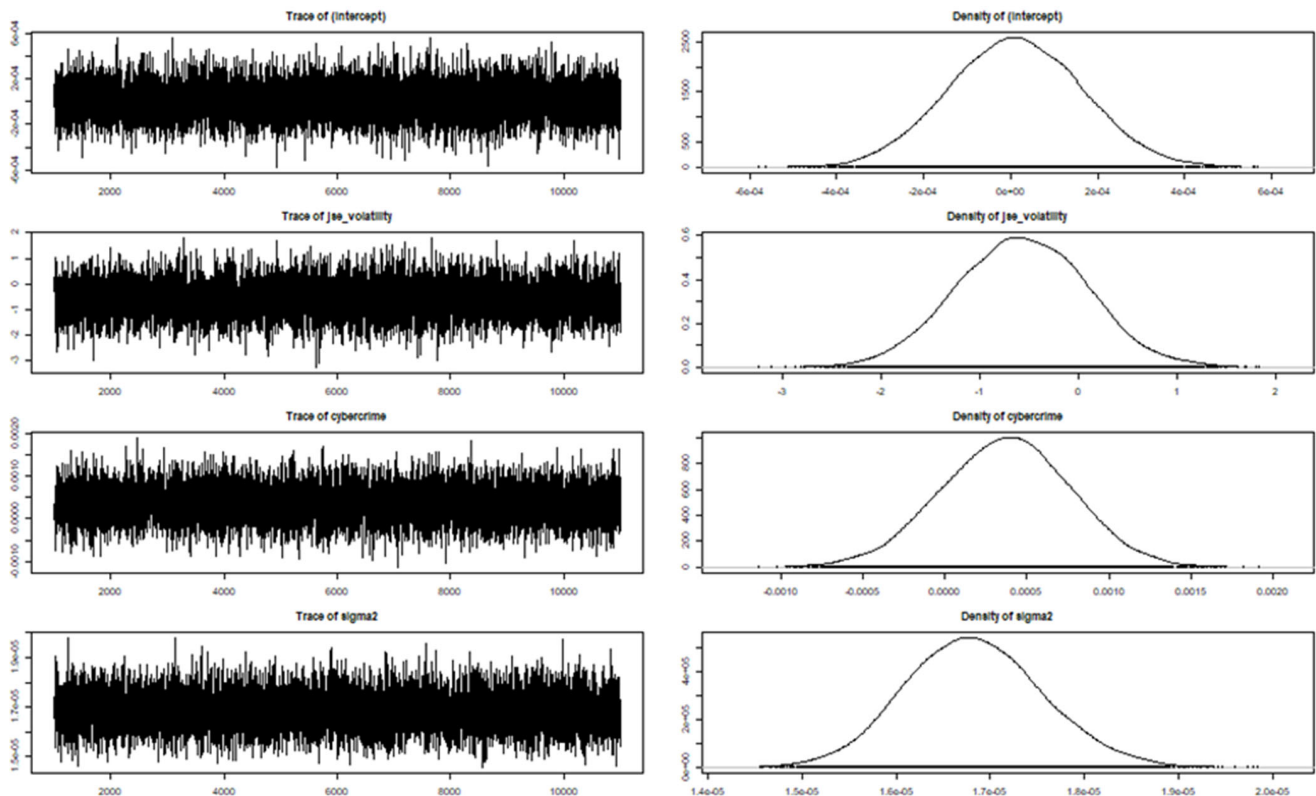 Trace of (Intercept)
6e-04
2e-04
-2e-04
-6e-04
2000 4000 6000 8000 10000
Density of (Intercept)
2500
1500
500
0
-6e-04 -4e-04 -2e-04 0e+00 2e-04 4e-04 6e-04
Trace of jse_volatility
2
1
0
-1
-2
-3
2000 4000 6000 8000 10000
Density of jse_volatility
0.6
0.4
0.2
0.0
-3 -2 -1 0 1 2
Trace of cybercrime
0.0020
0.0010
0.0000
-0.0010
2000 4000 6000 8000 10000
Density of cybercrime
800
600
400
200
0
-0.0010 -0.0005 0.0000 0.0005 0.0010 0.0015 0.0020
Trace of sigma2
1.9e-05
1.7e-05
1.5e-05
2000 4000 6000 8000 10000
Density of sigma2
4e+05
2e+05
0e+00
1.4e-05 1.5e-05 1.6e-05 1.7e-05 1.8e-05 1.9e-05 2.0e-05